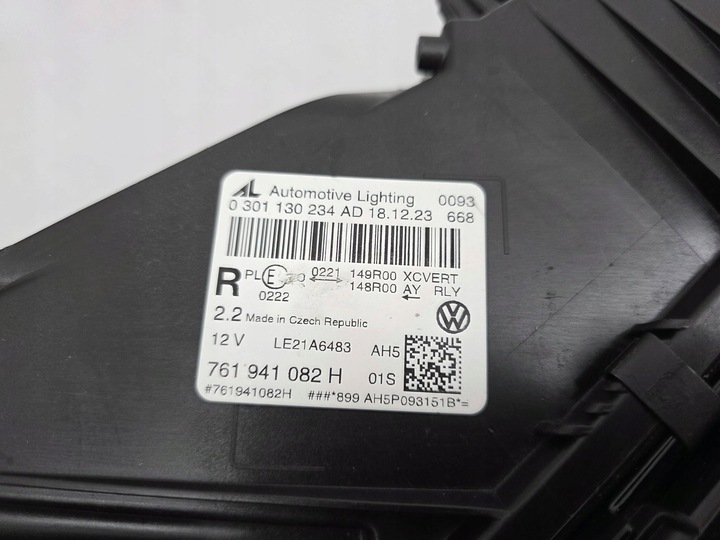 AL Automotive Lighting 0093
0 301 130 234 AD 18.12.23 668
R PL E 0221 149R00 XCVERT
148R00 AY RLY
0222
2.2 Made in Czech Republic
12 V LE21A6483 AH5
761 941 082 H 01S
#761941082H ###*899 AH5P093151B*=